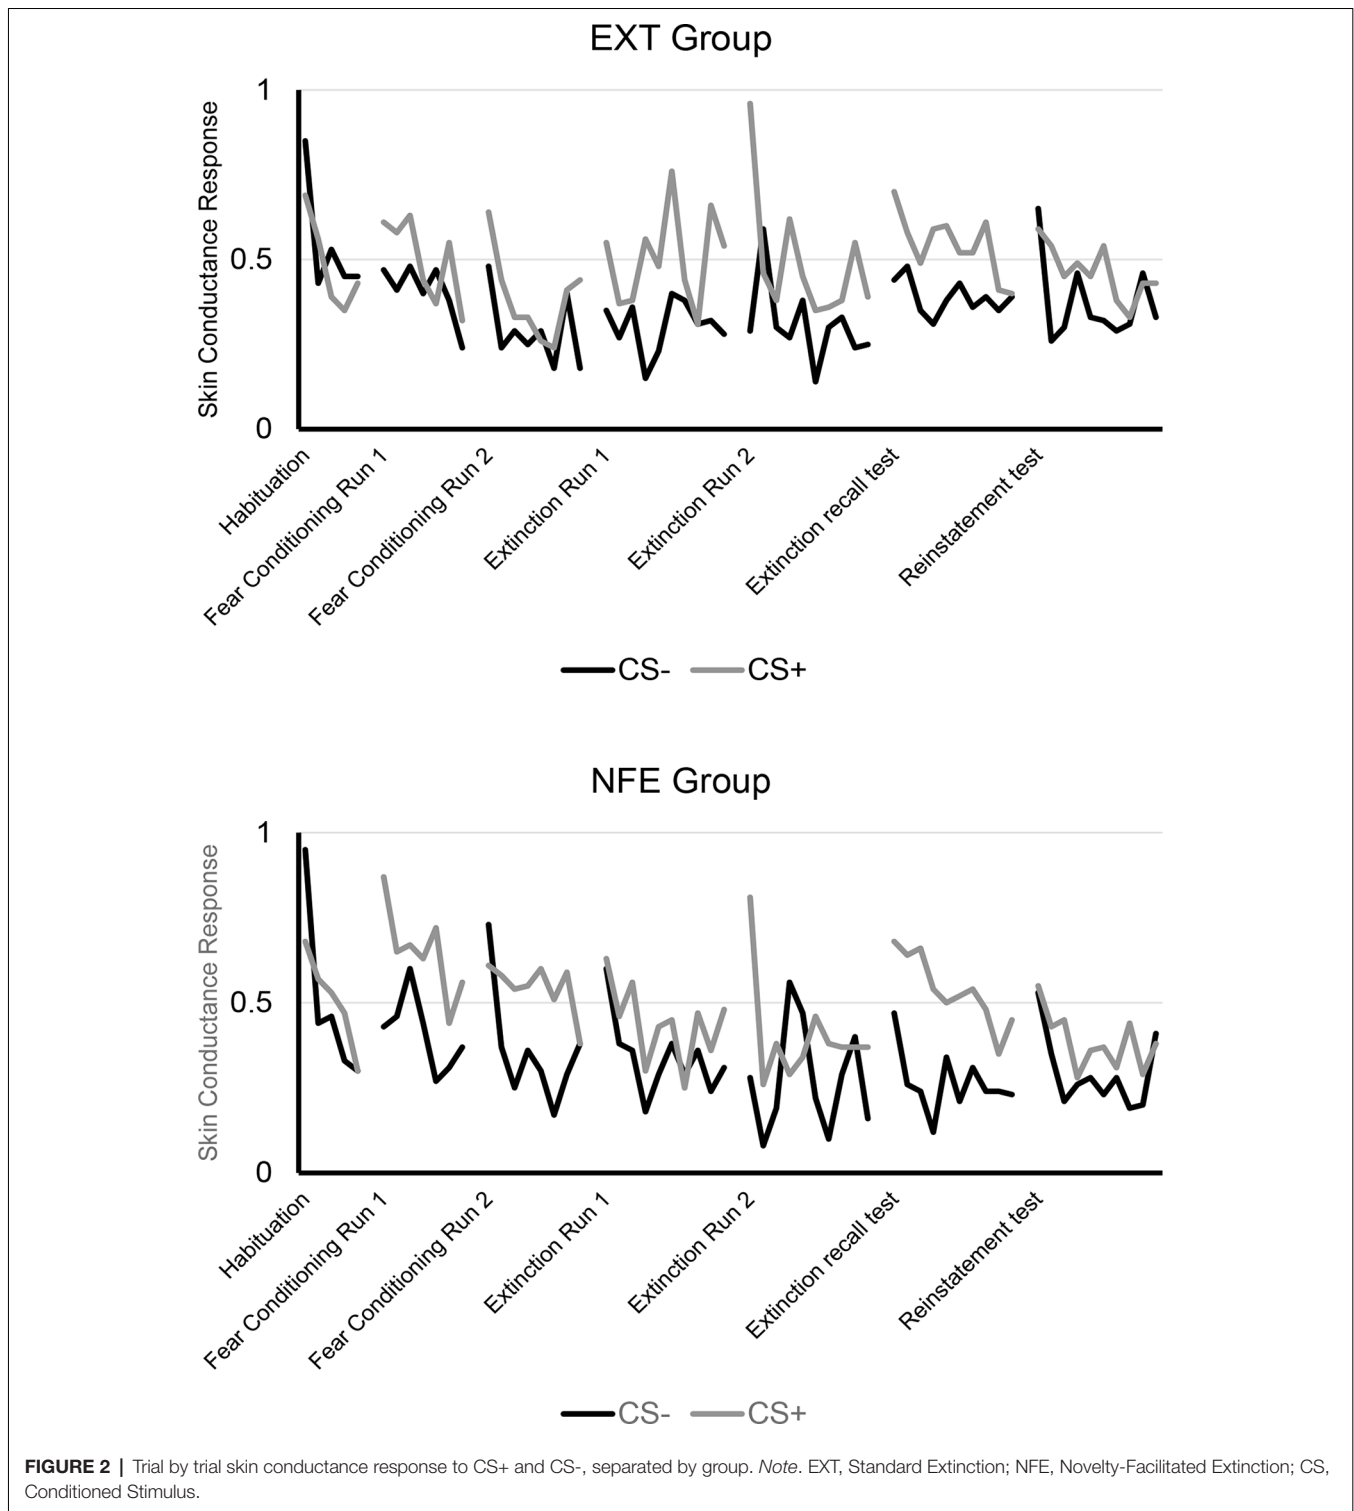 EXT Group
1
Skin Conductance Response
0.5
0
Habituation
Fear Conditioning Run 1
Fear Conditioning Run 2
Extinction Run 1
Extinction Run 2
Extinction recall test
Reinstatement test
CS- CS+
NFE Group
1
Skin Conductance Response
0.5
0
Habituation
Fear Conditioning Run 1
Fear Conditioning Run 2
Extinction Run 1
Extinction Run 2
Extinction recall test
Reinstatement test
CS- CS+
FIGURE 2 | Trial by trial skin conductance response to CS+ and CS-, separated by group. Note. EXT, Standard Extinction; NFE, Novelty-Facilitated Extinction; CS,
Conditioned Stimulus.